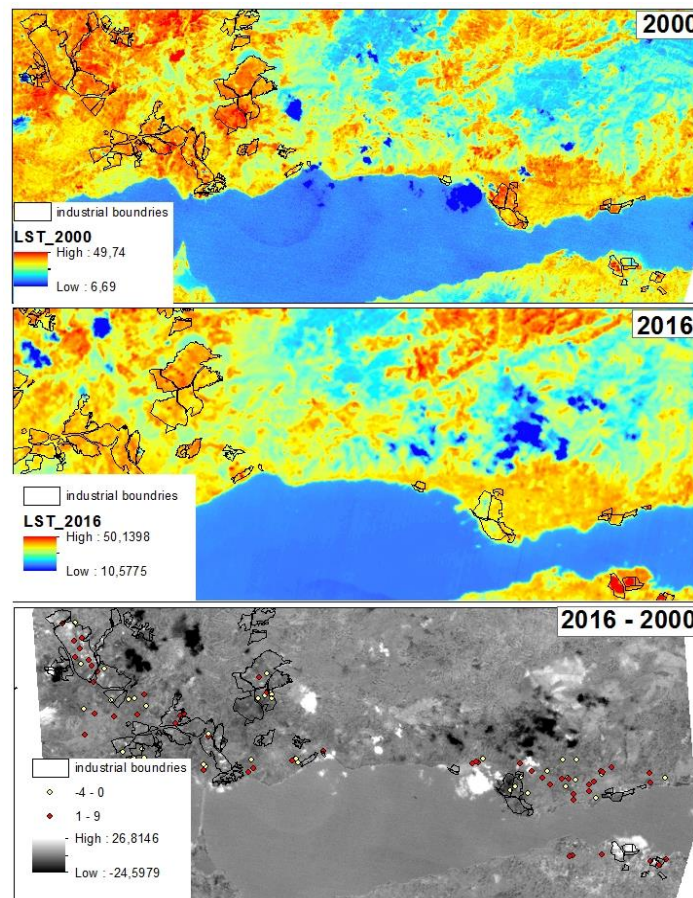 2000
industrial boundries
LST_2000
High : 49,74
Low : 6,69
2016
industrial boundries
LST_2016
High : 50,1398
Low : 10,5775
2016 - 2000
industrial boundries
-4 - 0
1 - 9
High : 26,8146
Low : -24,5979